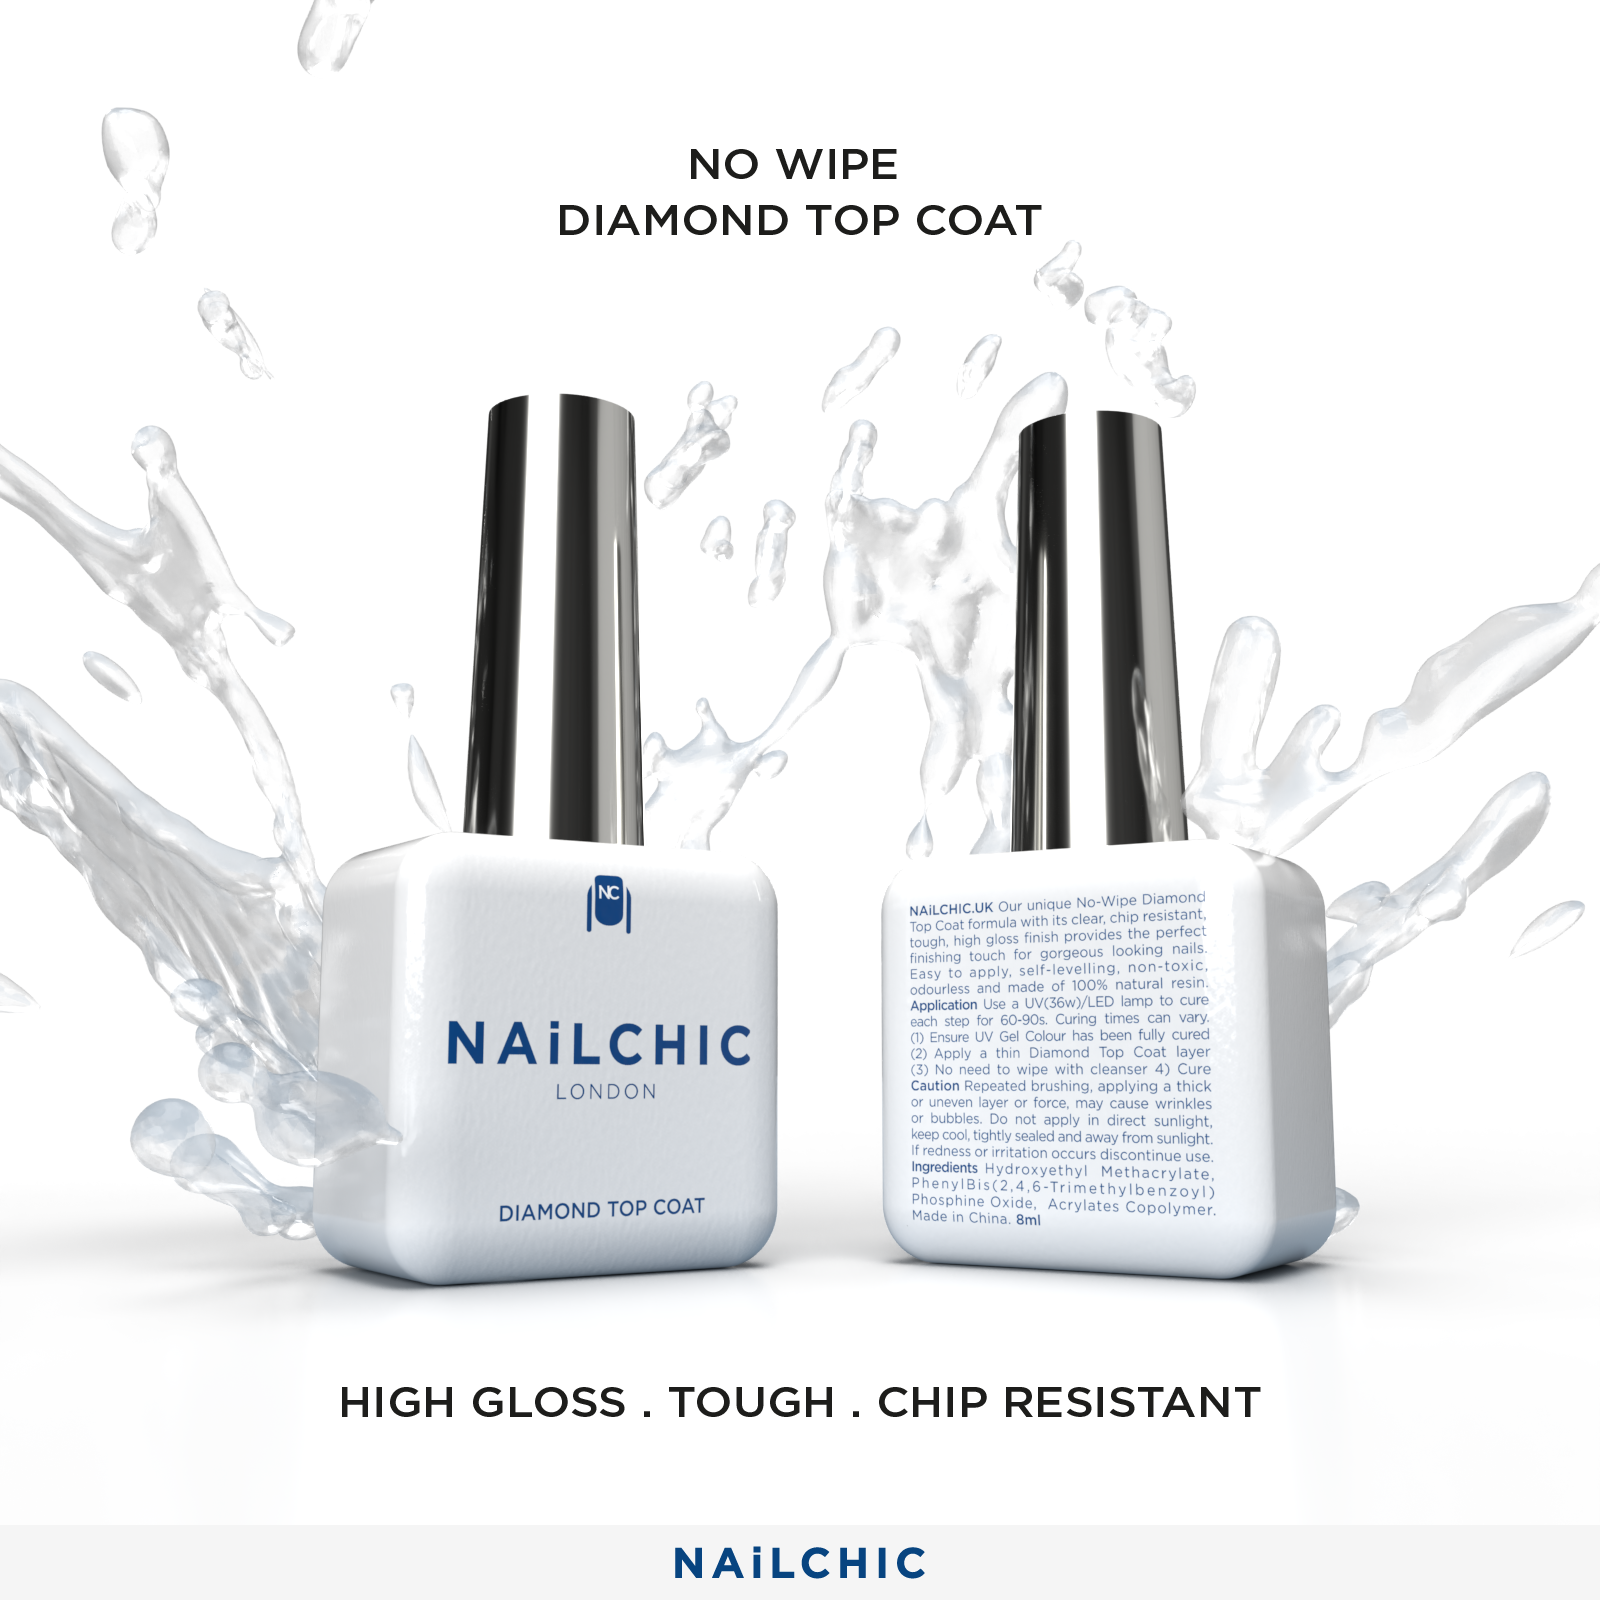 NO WIPE
DIAMOND TOP COAT
NC
NAiLCHIC
LONDON
DIAMOND TOP COAT
NAiLCHIC.UK Our unique No-Wipe Diamond
Top Coat formula with its clear, chip resistant,
tough, high gloss finish provides the perfect
finishing touch for gorgeous looking nails.
Easy to apply, self-levelling, non-toxic,
odourless and made of 100% natural resin.
Application Use a UV(36w)/LED lamp to cure
each step for 60-90s. Curing times can vary.
(1) Ensure UV Gel Colour has been fully cured
(2) Apply a thin Diamond Top Coat layer
(3) No need to wipe with cleanser 4) Cure
Caution Repeated brushing, applying a thick
or uneven layer or force, may cause wrinkles
or bubbles. Do not apply in direct sunlight,
keep cool, tightly sealed and away from sunlight.
If redness or irritation occurs discontinue use.
Ingredients Hydroxyethyl Methacrylate,
PhenylBis(2,4,6-Trimethylbenzoyl)
Phosphine Oxide, Acrylates Copolymer.
Made in China. 8ml
HIGH GLOSS . TOUGH . CHIP RESISTANT
NAiLCHIC